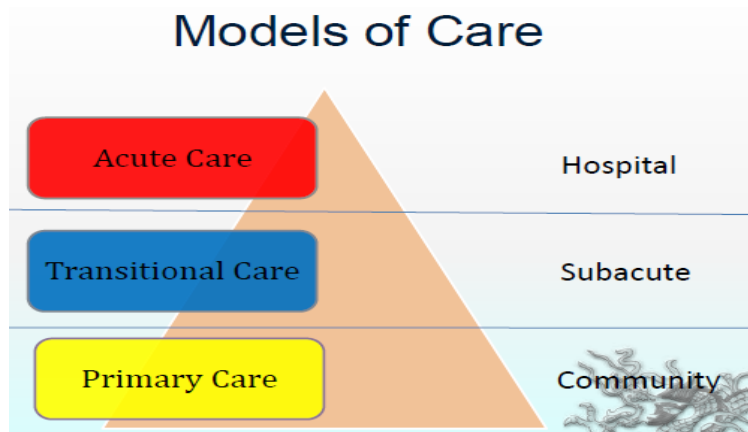 Models of Care
Acute Care
Hospital
Transitional Care
Subacute
Primary Care
Community